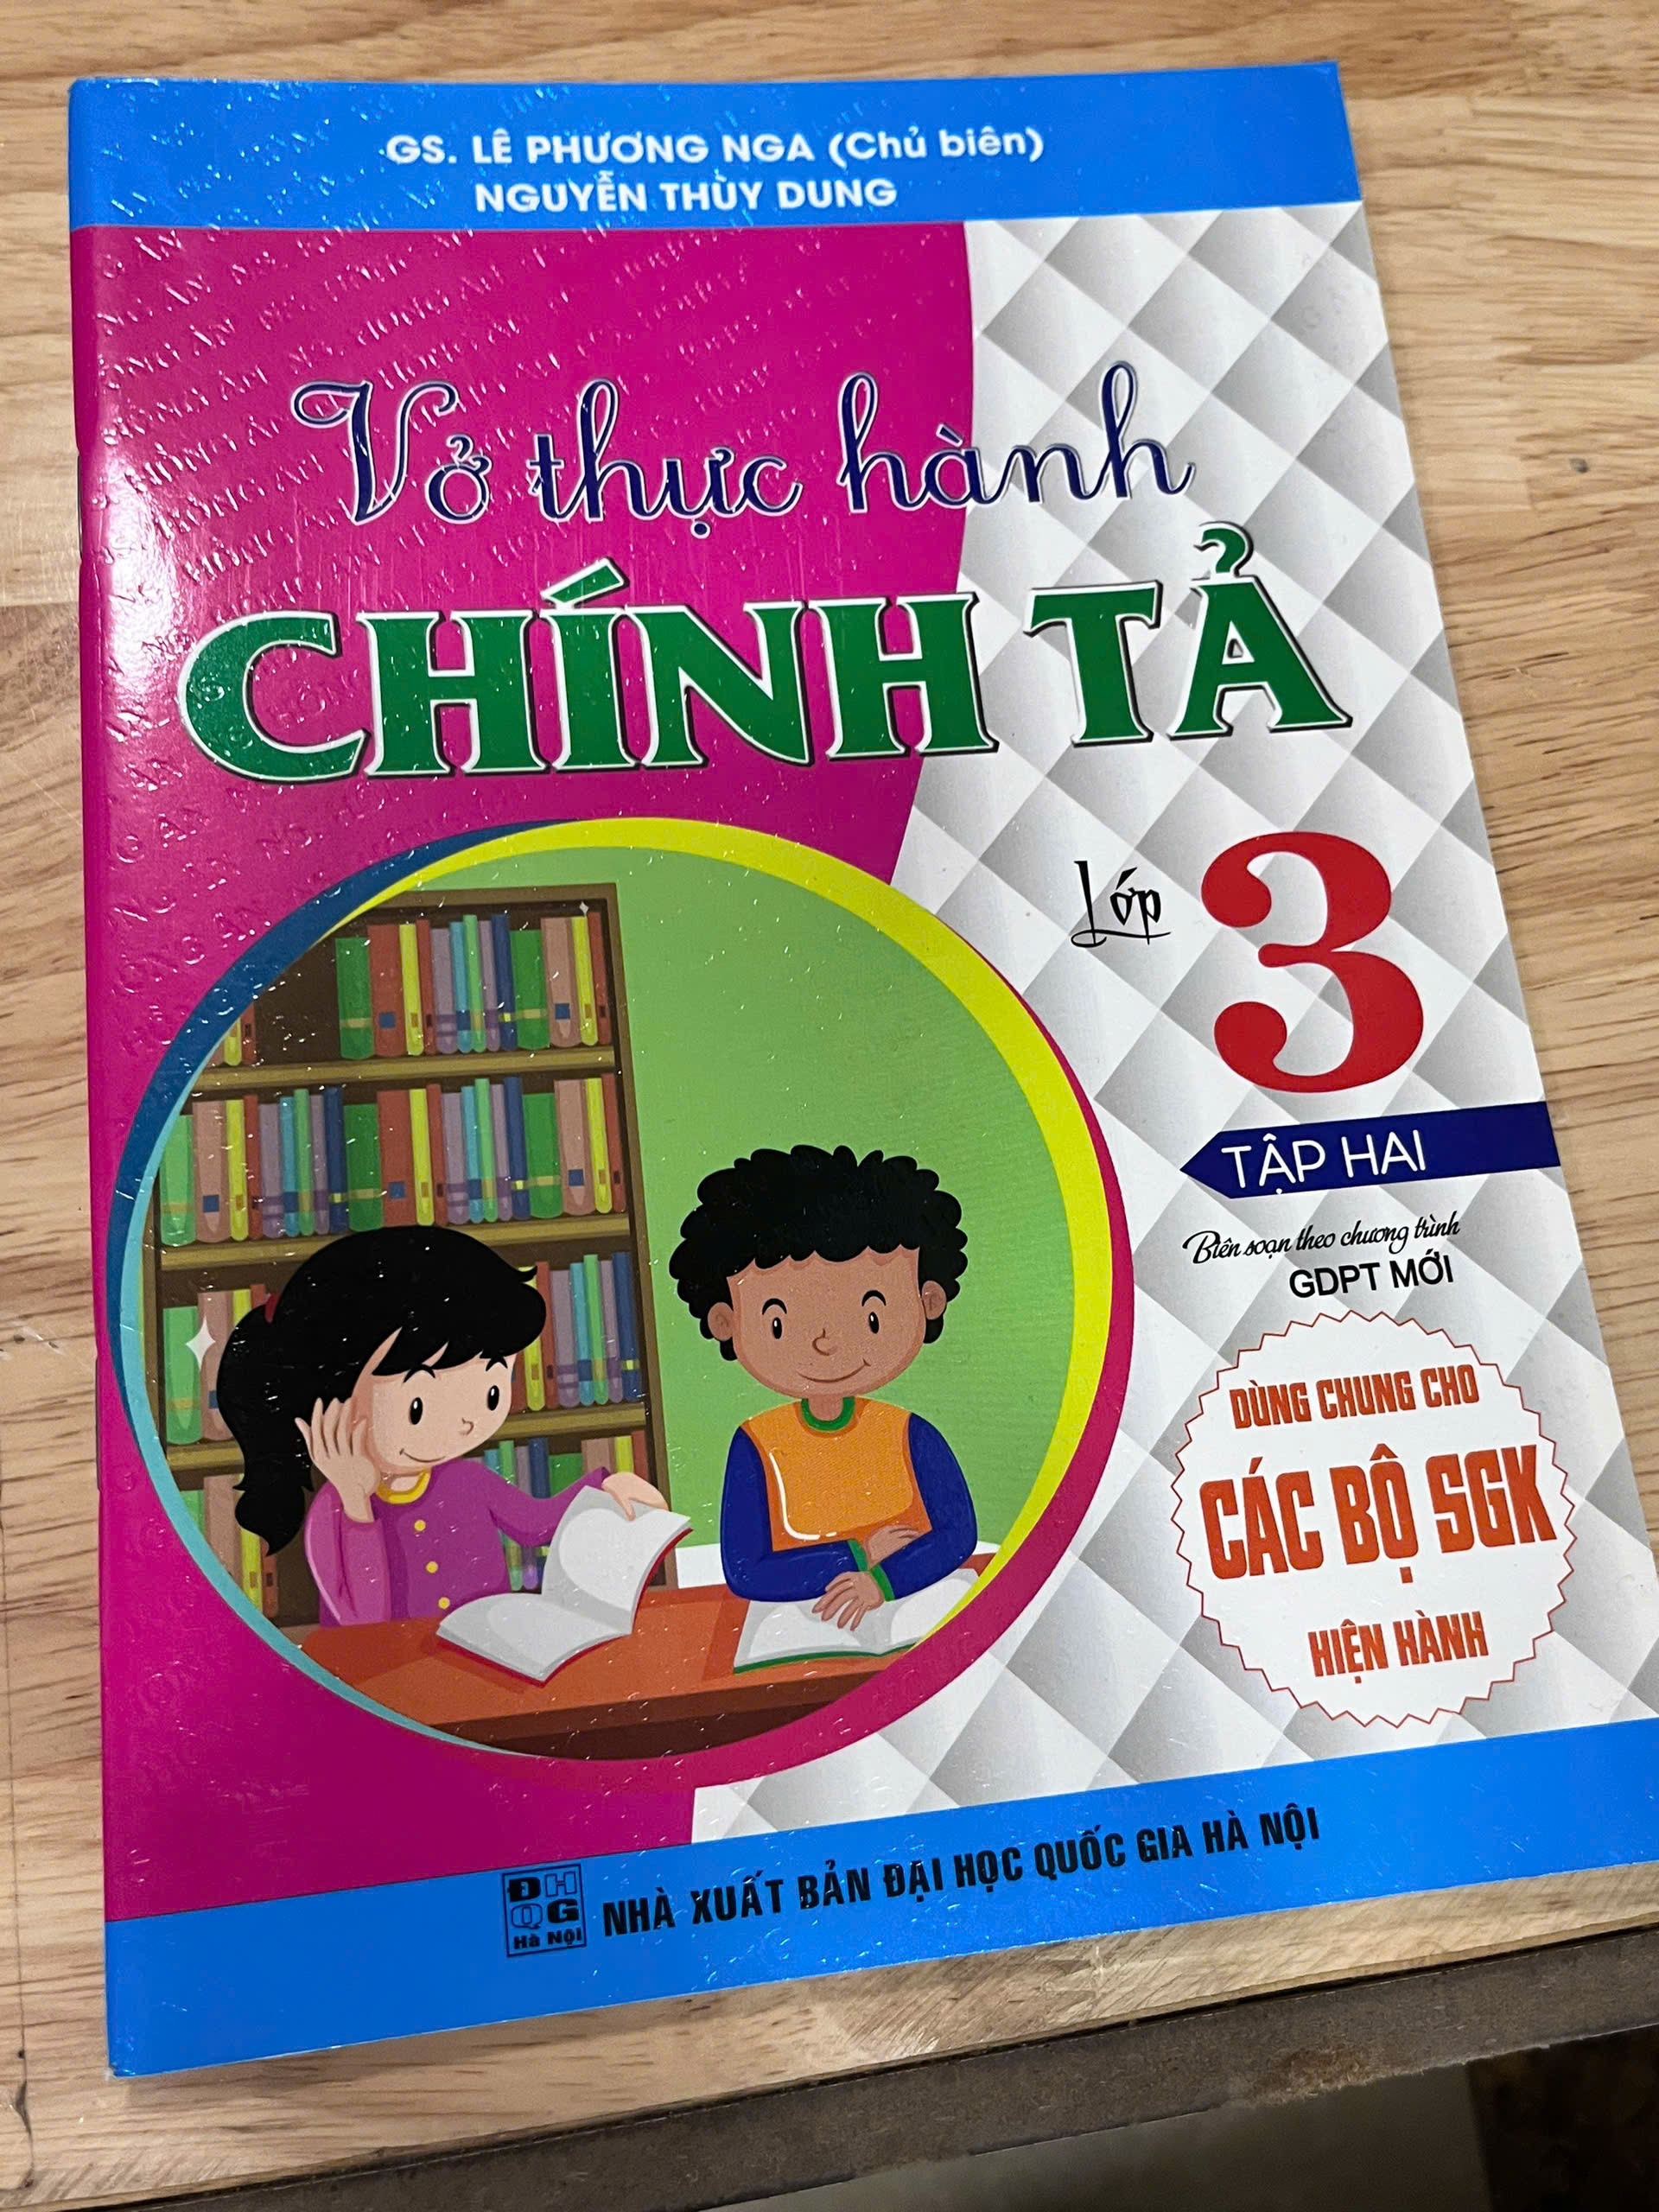 GS. LÊ PHƯƠNG NGA (Chủ biên)
NGUYỄN THÙY DUNG
Vở thực hành
CHÍNH TẢ
Lớp 3
TẬP HAI
Biên soạn theo chương trình
GDPT MỚI
DÙNG CHUNG CHO
CÁC BỘ SGK
HIỆN HÀNH
ĐH
QG
Hà Nội
NHÀ XUẤT BẢN ĐẠI HỌC QUỐC GIA HÀ NỘI